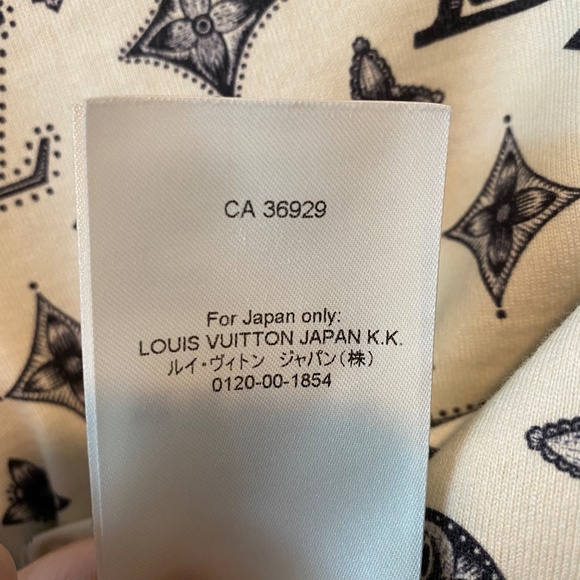 CA 36929
For Japan only:
LOUIS VUITTON JAPAN K.K.
ルイ・ヴィトン　ジャパン(株)
0120-00-1854